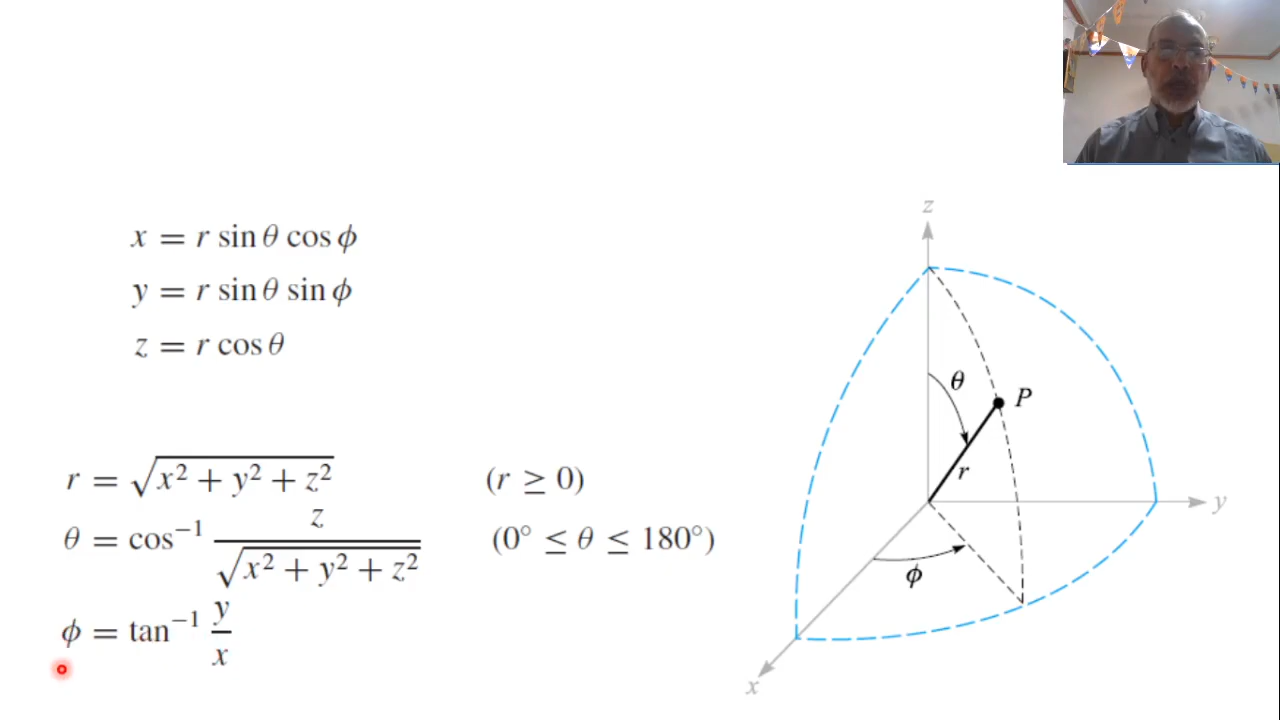 x = r sin θ cos ϕ
y = r sin θ sin ϕ
z = r cos θ
r = √(x² + y² + z²) (r ≥ 0)
θ = cos⁻¹ z/√(x² + y² + z²) (0° ≤ θ ≤ 180°)
ϕ = tan⁻¹ y/x
z
θ
P
r
y
ϕ
x